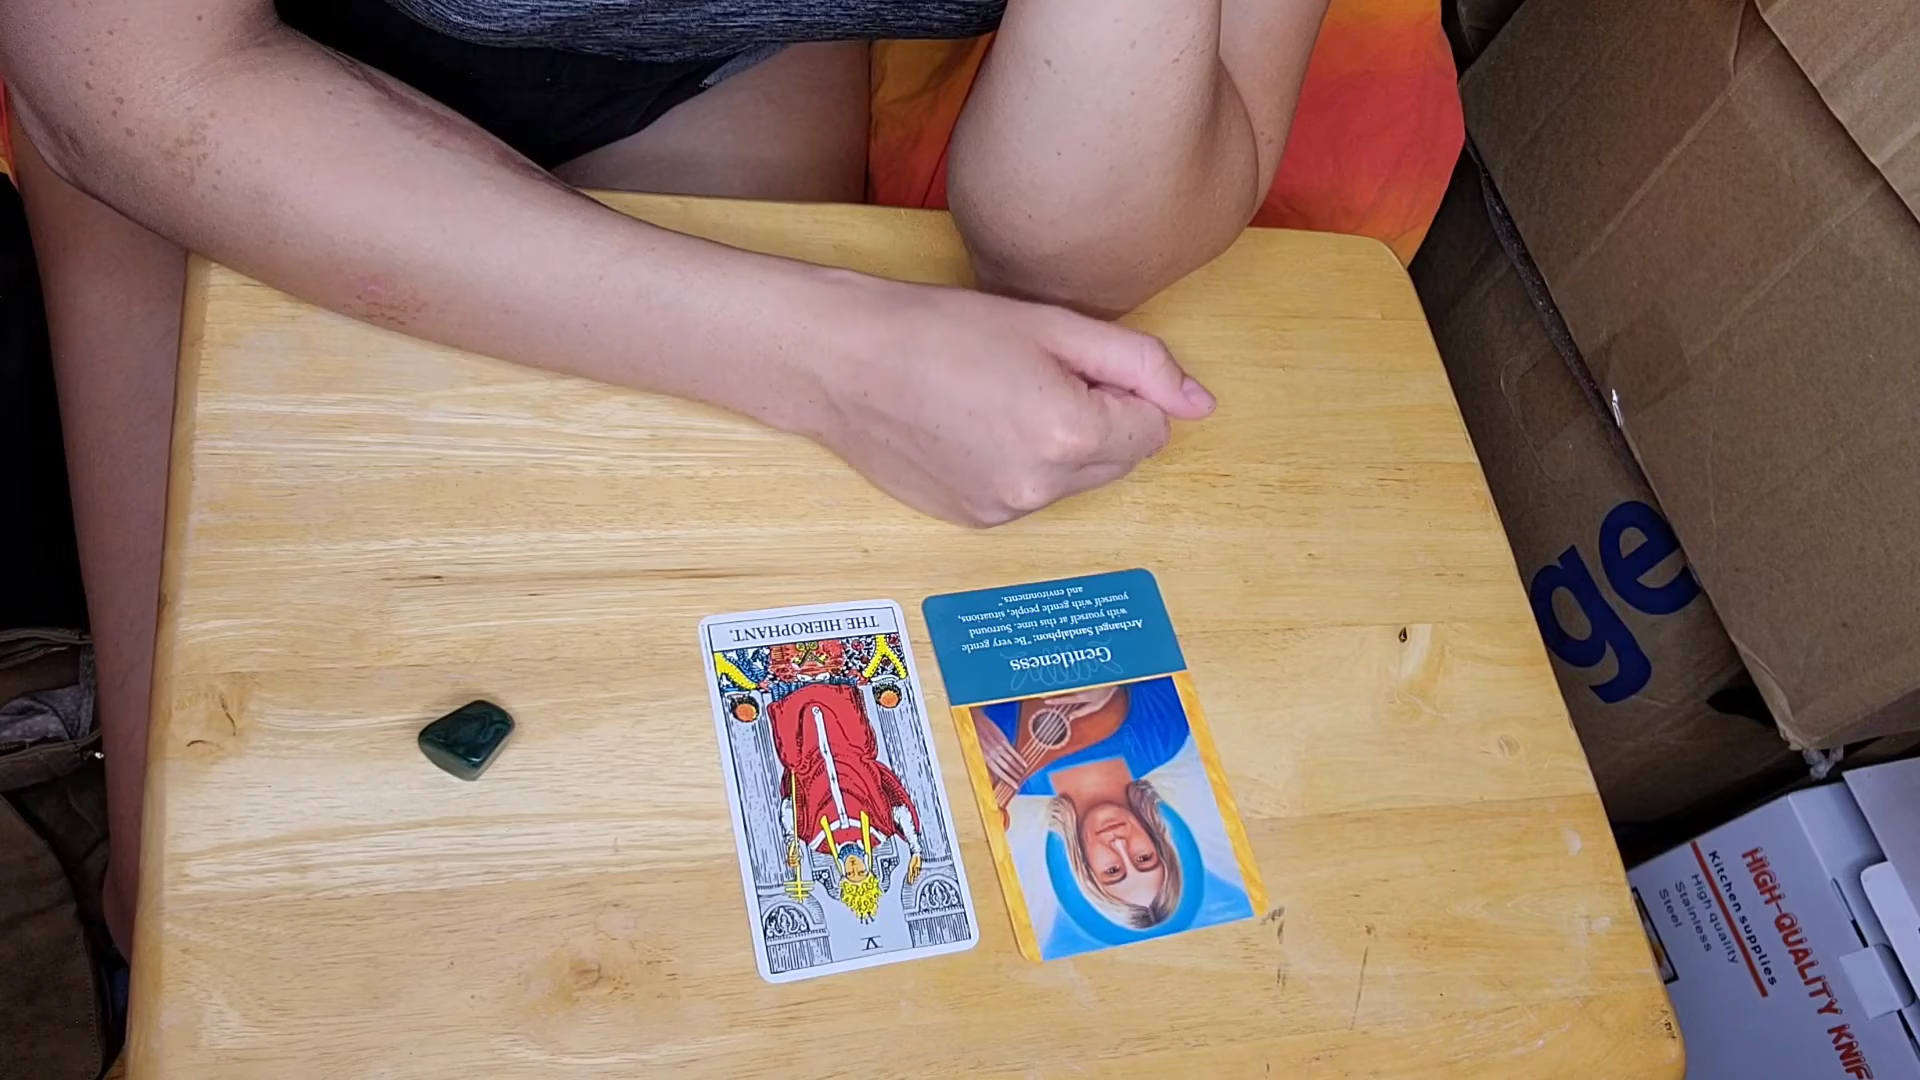 THE HIEROPHANT.
V
Gentleness
Archangel Sandalphon: "Be very gentle
with yourself at this time. Surround
yourself with gentle people, situations,
and environments."
ge
HIGH-QUALITY KNIF
Kitchen supplies
High quality
Stainless
Steel